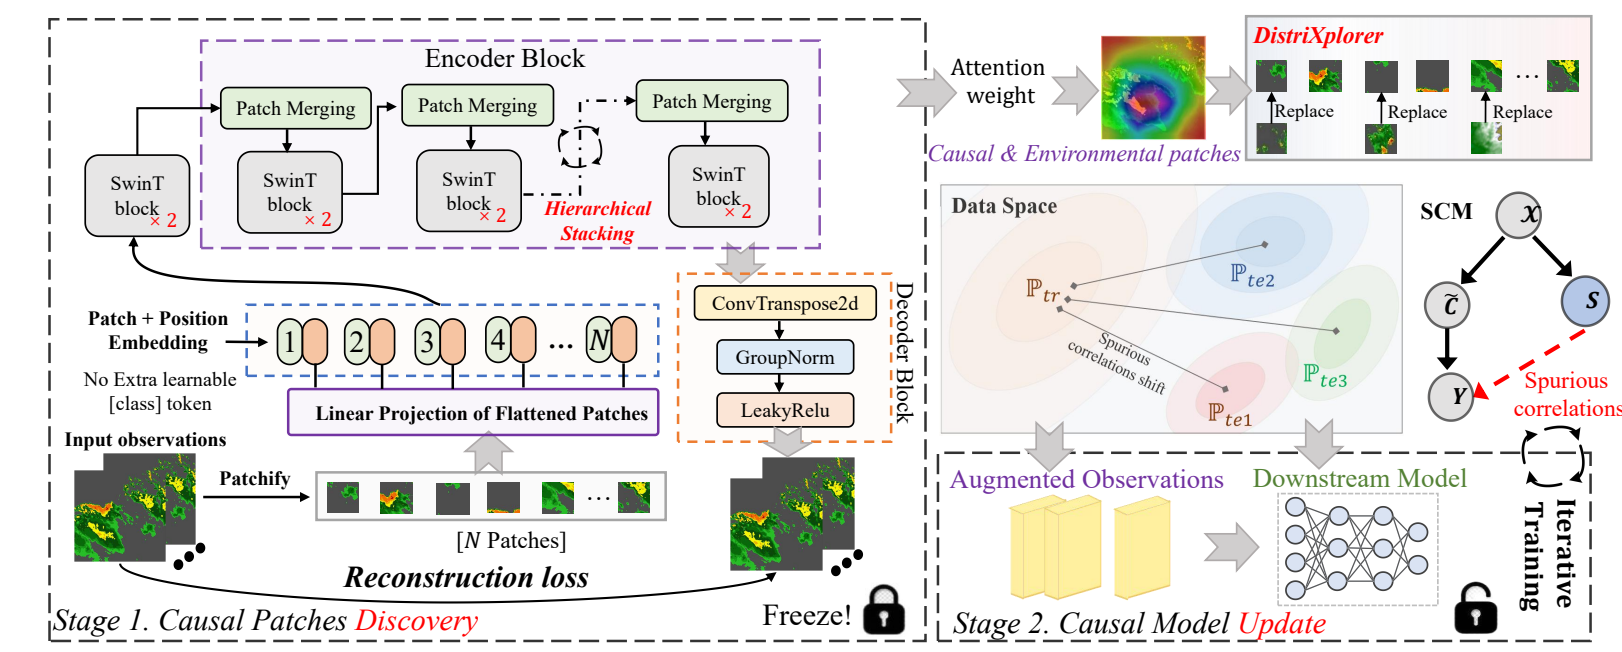 Encoder Block
Patch Merging
Patch Merging
Patch Merging
SwinT
block
× 2
SwinT
block
× 2
SwinT
block
× 2
SwinT
block
× 2
Hierarchical
Stacking
Patch + Position
Embedding
1 2 3 4 ... N
No Extra learnable
[class] token
Linear Projection of Flattened Patches
Input observations
Patchify
...
[N Patches]
Reconstruction loss
ConvTranspose2d
GroupNorm
LeakyRelu
Decoder Block
Stage 1. Causal Patches Discovery
Freeze!
Attention
weight
Causal & Environmental patches
DistriXplorer
...
Replace
Replace
Replace
Data Space
ℙtr
ℙte2
ℙte3
ℙte1
Spurious
correlations shift
SCM
𝒳
C̃
S
Y
Spurious
correlations
Augmented Observations
Downstream Model
Iterative
Training
Stage 2. Causal Model Update